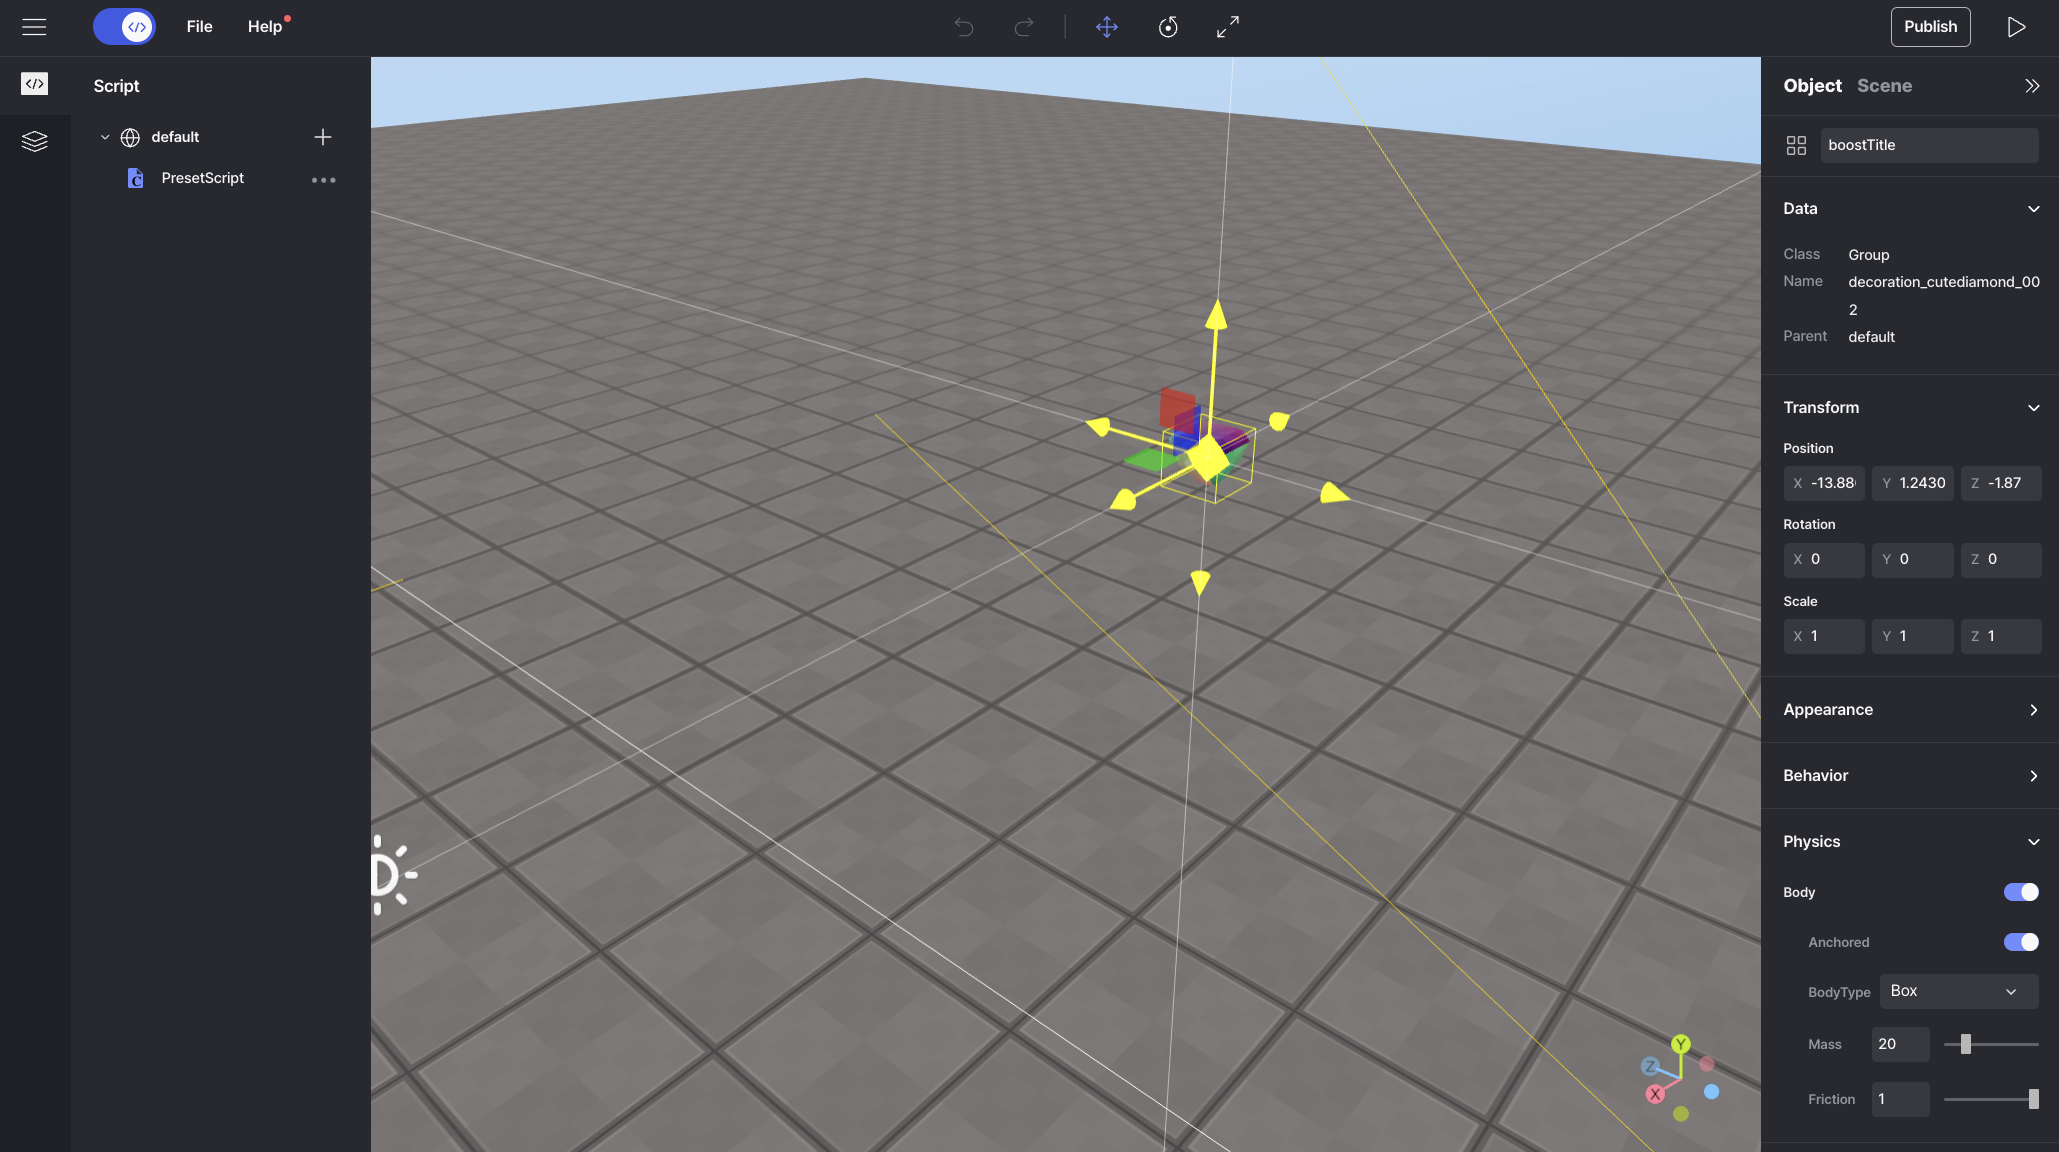 File
Help
Publish
Script
default
PresetScript
Object Scene
boostTitle
Data
Class Group
Name decoration_cutediamond_00
2
Parent default
Transform
Position
X -13.88 Y 1.2430 Z -1.87
Rotation
X 0 Y 0 Z 0
Scale
X 1 Y 1 Z 1
Appearance
Behavior
Physics
Body
Anchored
BodyType Box
Mass 20
Friction 1
Y
Z
X